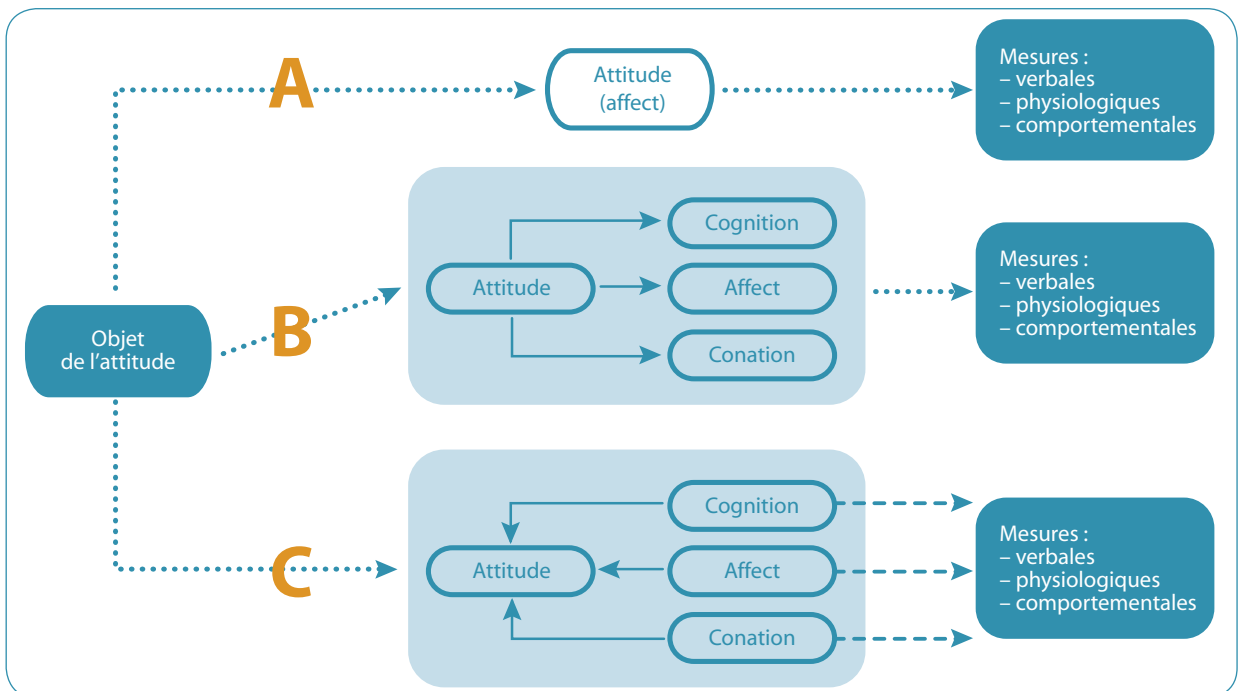 A
Attitude
(affect)
Mesures :
– verbales
– physiologiques
– comportementales
Objet
de l’attitude
B
Attitude
Cognition
Affect
Conation
Mesures :
– verbales
– physiologiques
– comportementales
C
Attitude
Cognition
Affect
Conation
Mesures :
– verbales
– physiologiques
– comportementales